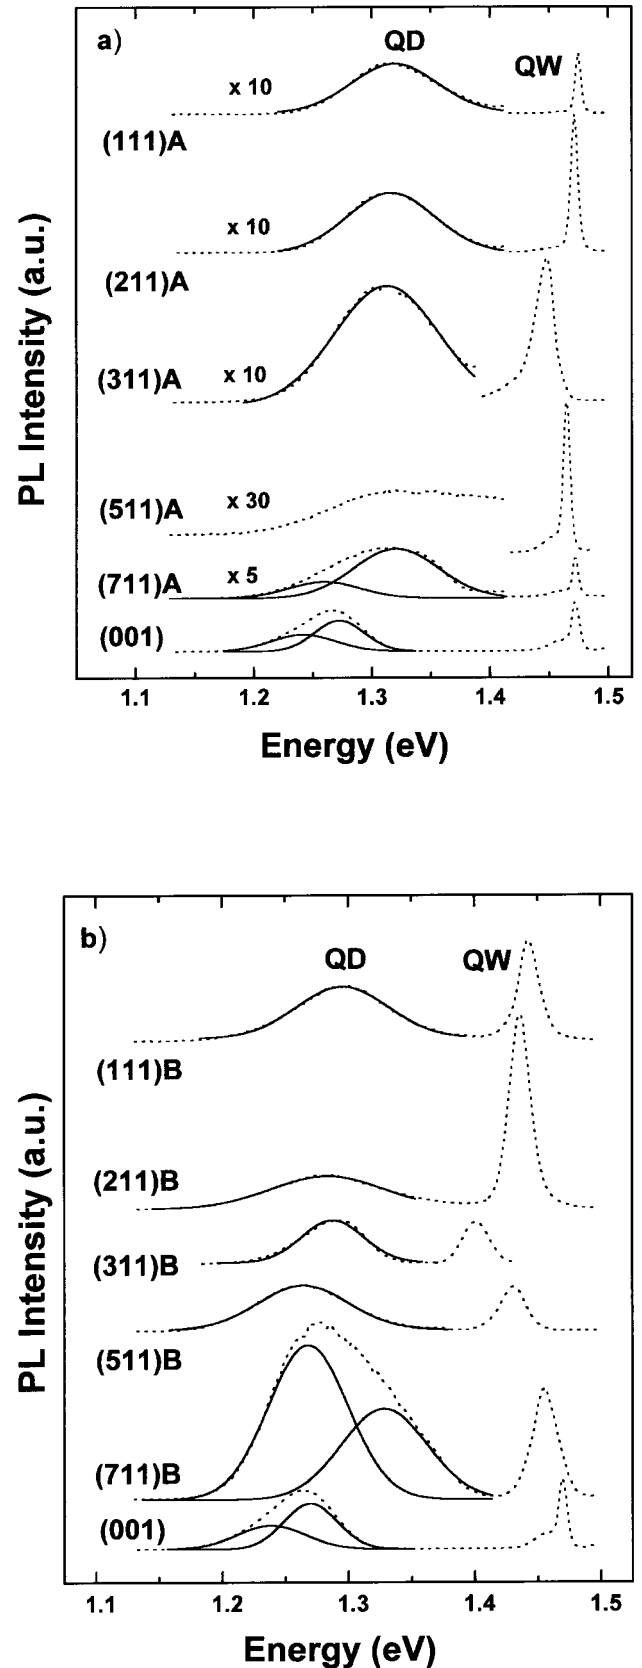 a)
QD
QW
x 10
(111)A
x 10
(211)A
(311)A
x 10
x 30
(511)A
(711)A
x 5
(001)
1.1 1.2 1.3 1.4 1.5
Energy (eV)
PL Intensity (a.u.)
b)
QD
QW
(111)B
(211)B
(311)B
(511)B
(711)B
(001)
1.1 1.2 1.3 1.4 1.5
Energy (eV)
PL Intensity (a.u.)